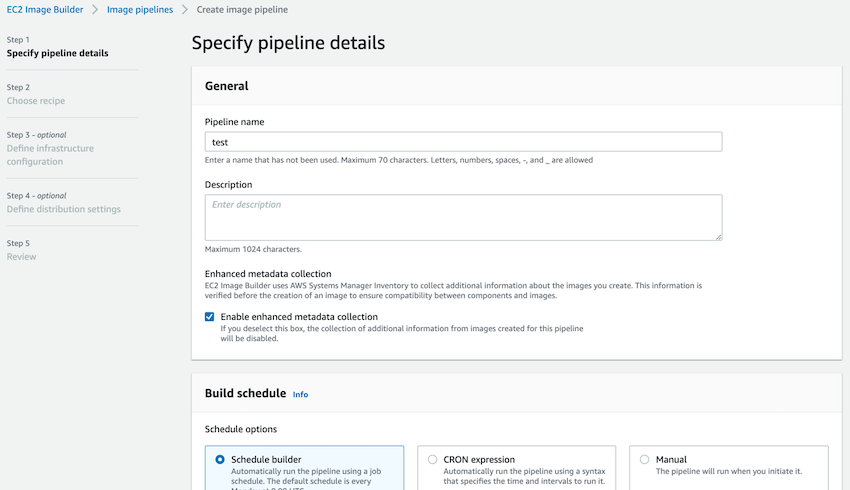 EC2 Image Builder > Image pipelines > Create image pipeline
Step 1
Specify pipeline details
Step 2
Choose recipe
Step 3 - optional
Define infrastructure
configuration
Step 4 - optional
Define distribution settings
Step 5
Review
Specify pipeline details
General
Pipeline name
test
Enter a name that has not been used. Maximum 70 characters. Letters, numbers, spaces, -, and _ are allowed
Description
Enter description
Maximum 1024 characters.
Enhanced metadata collection
EC2 Image Builder uses AWS Systems Manager Inventory to collect additional information about the images you create. This information is
verified before the creation of an image to ensure compatibility between components and images.
Enable enhanced metadata collection
If you deselect this box, the collection of additional information from images created for this pipeline
will be disabled.
Build schedule Info
Schedule options
Schedule builder
Automatically run the pipeline using a job
schedule. The default schedule is every
CRON expression
Automatically run the pipeline using a syntax
that specifies the time and intervals to run it.
Manual
The pipeline will run when you initiate it.